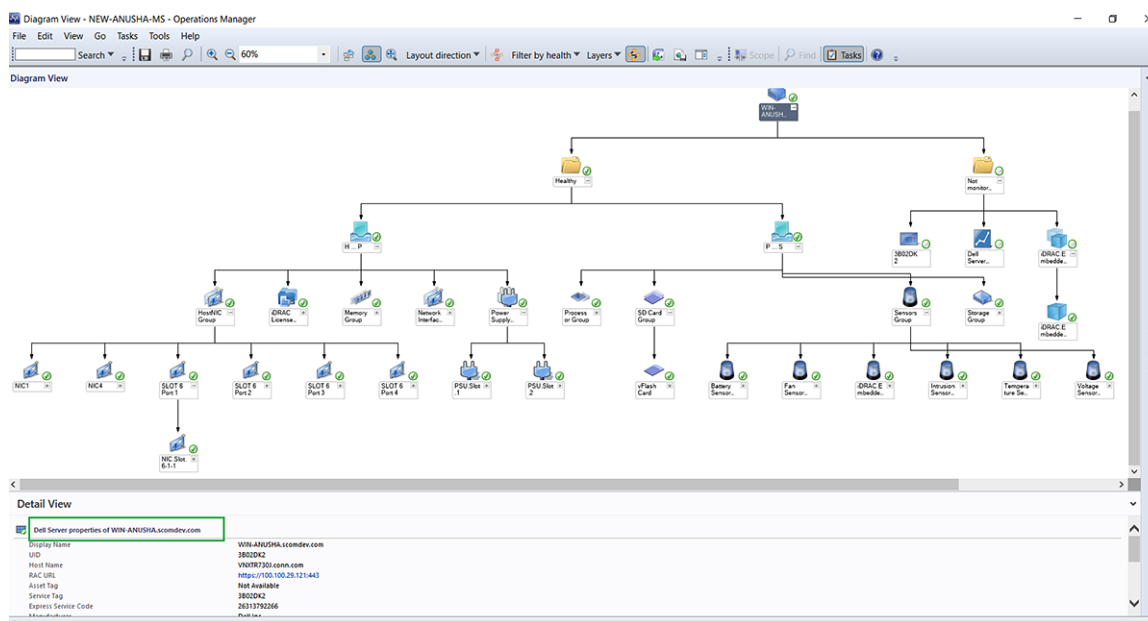 Diagram View - NEW-ANUSHA-MS - Operations Manager
File Edit View Go Tasks Tools Help
Search 60% Layout direction Filter by health Layers Scope Find Tasks
Diagram View
WIN-
ANUSH..
Healthy
Not
monitor..
H ... P
P ... S
3B02DK
2
Dell
Server..
iDRAC.E
mbedde..
HostNIC
Group
iDRAC
License..
Memory
Group
Network
Interfac..
Power
Supply..
Process
or Group
SD Card
Group
Sensors
Group
Storage
Group
iDRAC.E
mbedde..
NIC1
NIC4
SLOT 6
Port 1
SLOT 6
Port 2
SLOT 6
Port 3
SLOT 6
Port 4
PSU.Slot
.1
PSU.Slot
2
vFlash
Card
Battery
Sensor..
Fan
Sensor..
iDRAC.E
mbedde..
Intrusion
Sensor..
Tempera
ture Se..
Voltage
Sensor..
NIC.Slot.
6-1-1
Detail View
Dell Server properties of WIN-ANUSHA.scomdev.com
Display Name WIN-ANUSHA.scomdev.com
UID 3B02DK2
Host Name VNXTR730J.conn.com
RAC URL https://100.100.29.121:443
Asset Tag Not Available
Service Tag 3B02DK2
Express Service Code 26313792266
Manufacturer Dell Inc.